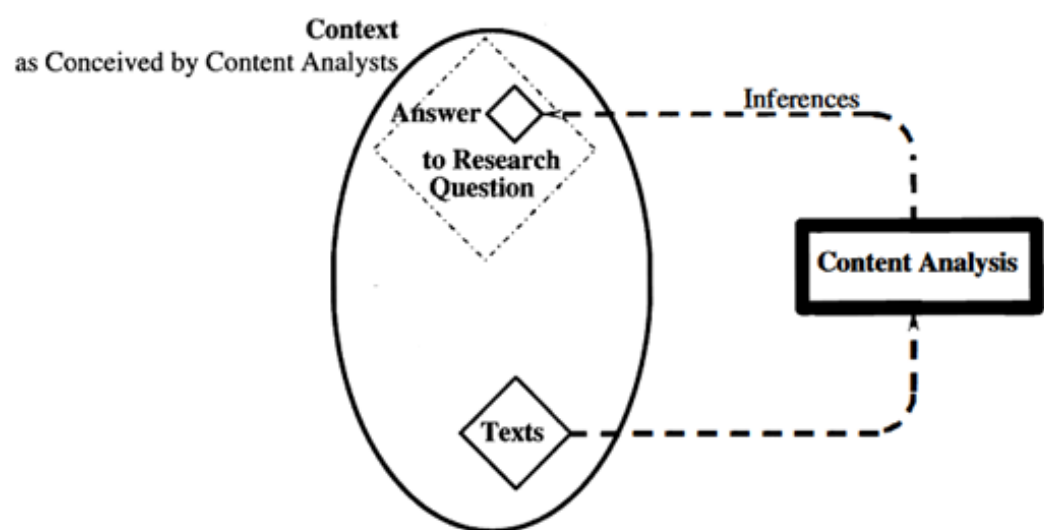 Context
as Conceived by Content Analysts
Answer
to Research
Question
Inferences
Content Analysis
Texts